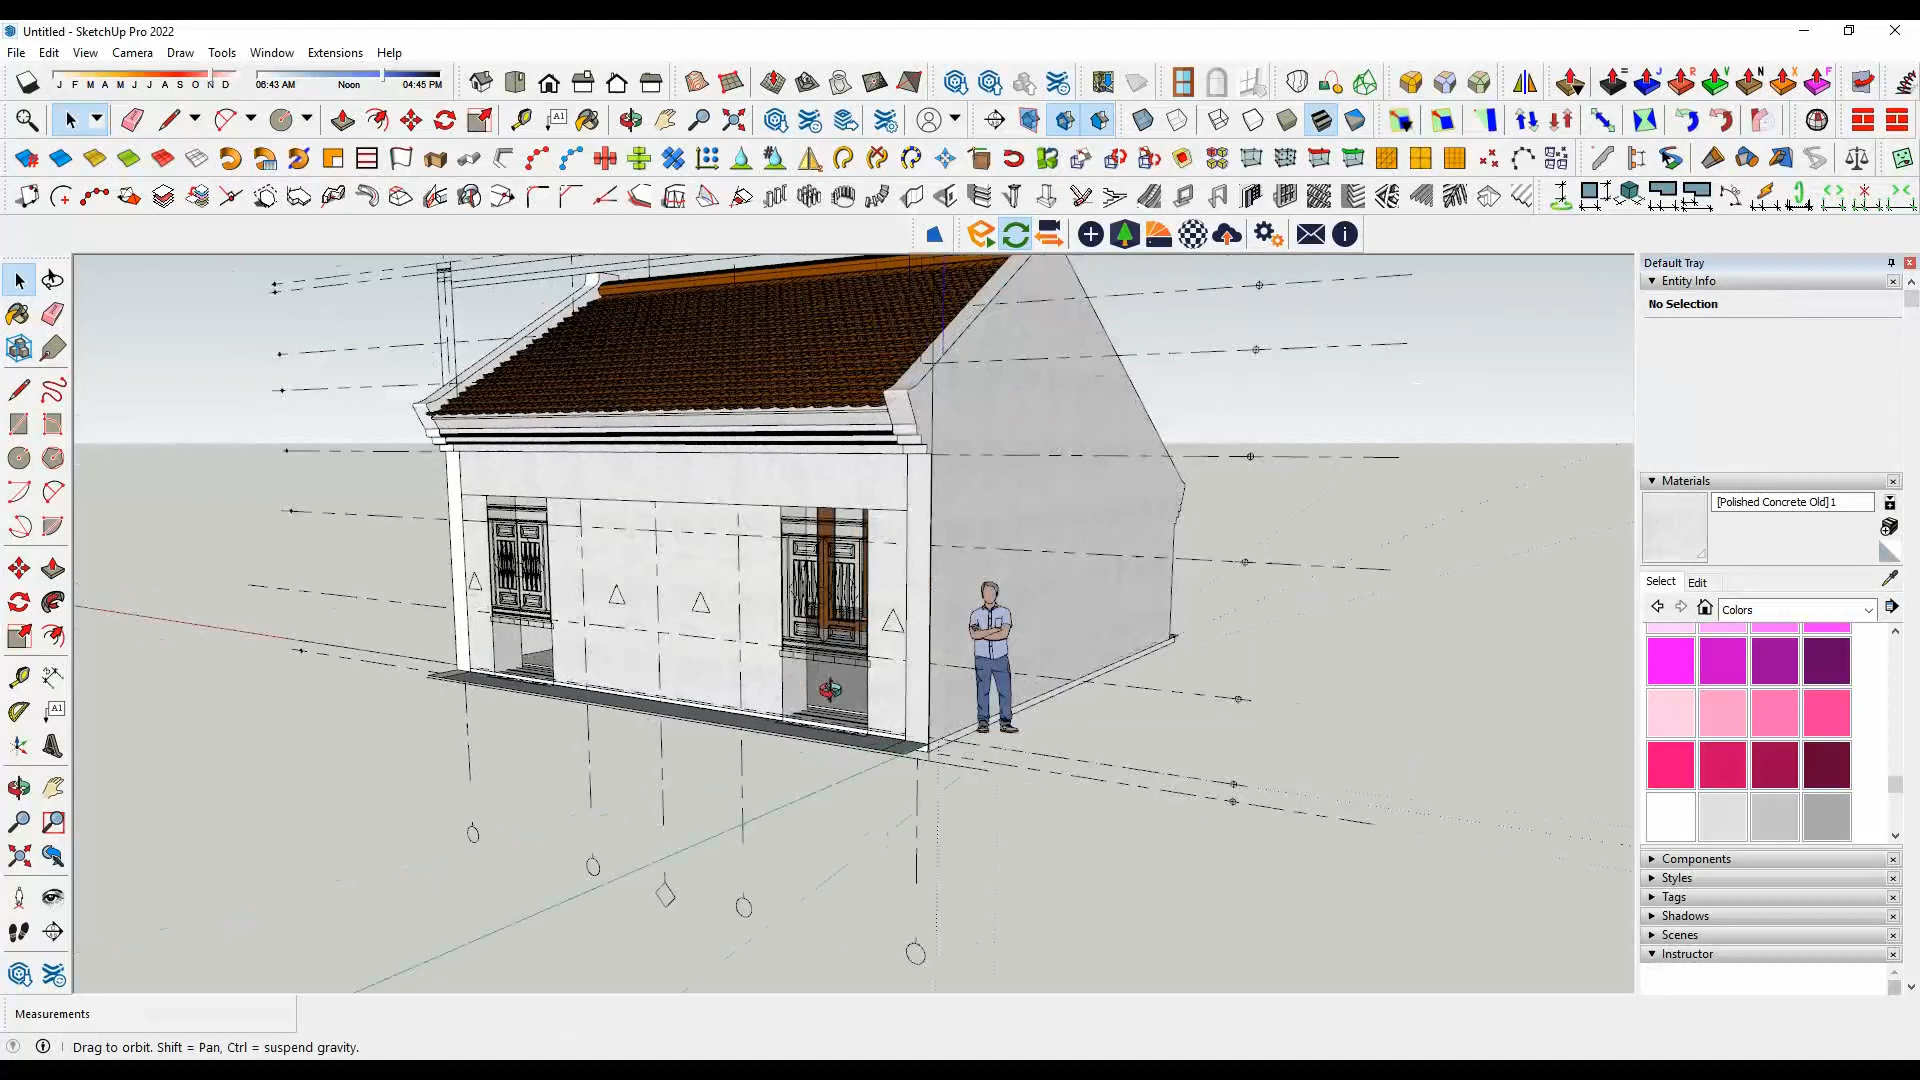 Untitled - SketchUp Pro 2022
File Edit View Camera Draw Tools Window Extensions Help
J F M A M J J A S O N D 06:43 AM Noon 04:45 PM
A1
Default Tray
Entity Info
No Selection
Materials
[Polished Concrete Old]1
Select Edit
Colors
A1
Components
Styles
Tags
Shadows
Scenes
Instructor
Measurements
Drag to orbit. Shift = Pan, Ctrl = suspend gravity.